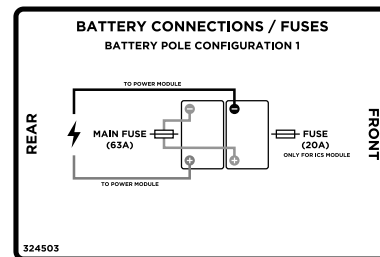 BATTERY CONNECTIONS / FUSES
BATTERY POLE CONFIGURATION 1
TO POWER MODULE
REAR
MAIN FUSE
(63A)
FUSE
(20A)
ONLY FOR ICS MODULE
FRONT
TO POWER MODULE
324503